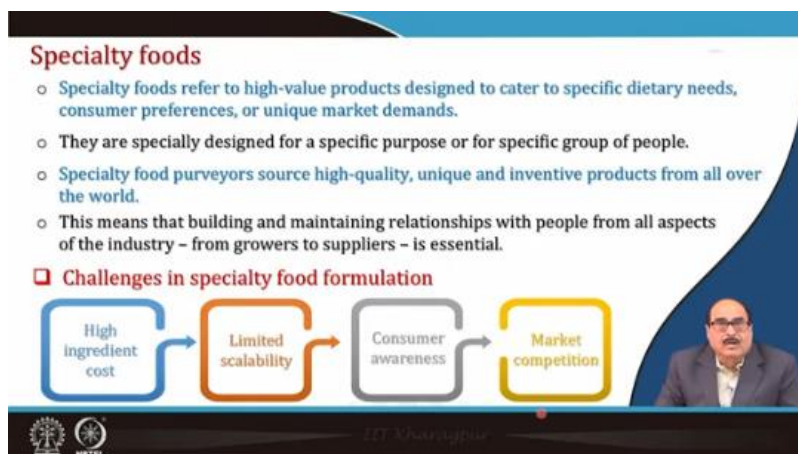 Specialty foods
Specialty foods refer to high-value products designed to cater to specific dietary needs,
consumer preferences, or unique market demands.
They are specially designed for a specific purpose or for specific group of people.
Specialty food purveyors source high-quality, unique and inventive products from all over
the world.
This means that building and maintaining relationships with people from all aspects
of the industry – from growers to suppliers – is essential.
Challenges in specialty food formulation
High
ingredient
cost
Limited
scalability
Consumer
awareness
Market
competition
IIT Kharagpur
NPTEL